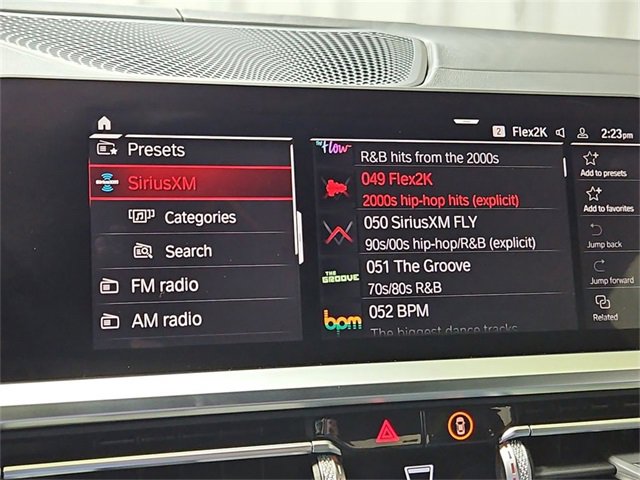 2 Flex2K 2:23pm
Presets
SiriusXM
Categories
Search
FM radio
AM radio
Flow
R&B hits from the 2000s
049 Flex2K
2000s hip-hop hits (explicit)
050 SiriusXM FLY
90s/00s hip-hop/R&B (explicit)
THE
GROOVE
051 The Groove
70s/80s R&B
bpm
052 BPM
The biggest dance tracks
Add to presets
Add to favorites
Jump back
Jump forward
Related